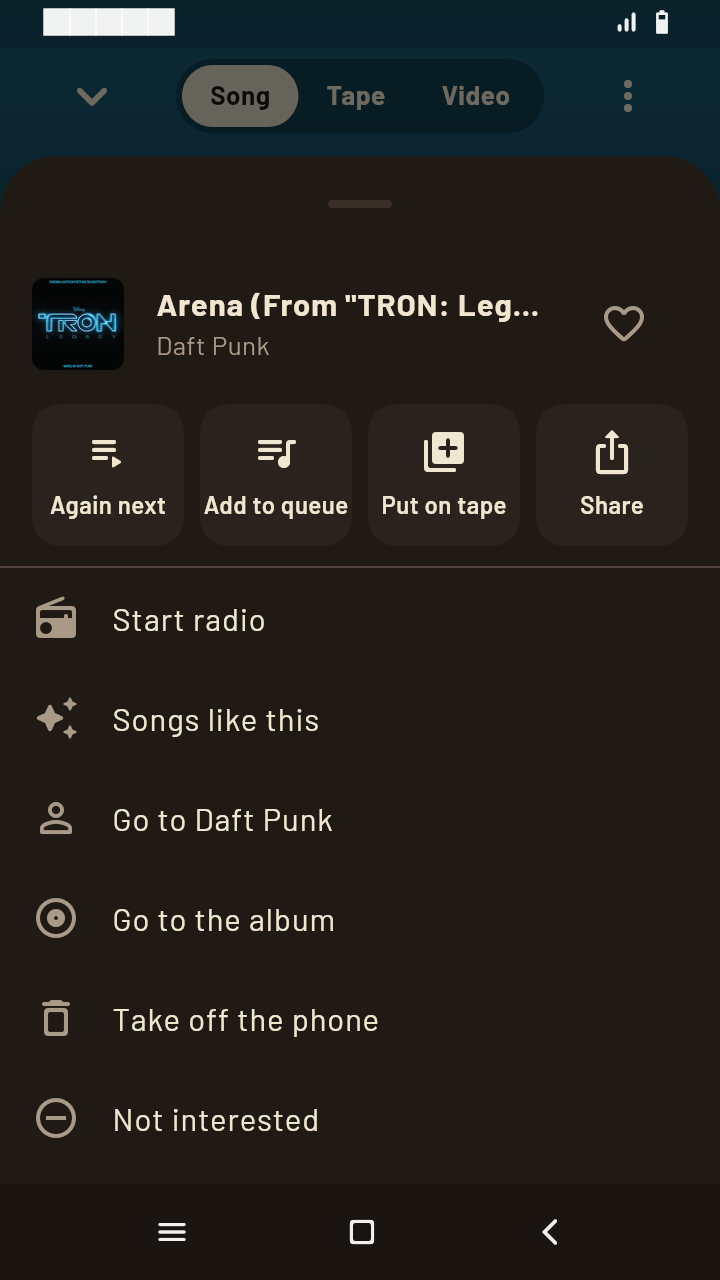 Song Tape Video
Arena (From "TRON: Leg...
Daft Punk
TRON
LEGACY
Again next Add to queue Put on tape Share
Start radio
Songs like this
Go to Daft Punk
Go to the album
Take off the phone
Not interested